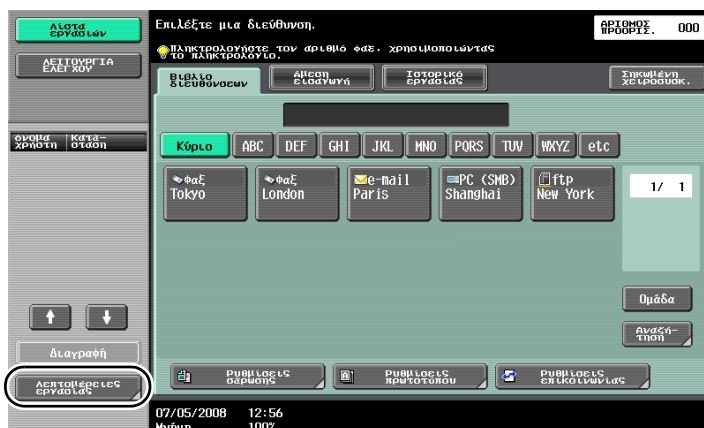 Λίστα
εργασιών
ΛΕΙΤΟΥΡΓΙΑ
ΕΛΕΓΧΟΥ
όνομα
χρήστη
Κατά-
σταση
Διαγραφή
Λεπτομέρειες
εργασίας
Επιλέξτε μια διεύθυνση.
Πληκτρολογήστε τον αριθμό φαξ, χρησιμοποιώντας
το πληκτρολόγιο.
ΑΡΙΘΜΟΣ
ΠΡΟΟΡΙΣ.
000
Βιβλίο
διευθύνσεων
άμεση
εισαγωγή
Ιστορικό
εργασίας
Σηκωμένη
χειροσυσκ.
Κύριο ABC DEF GHI JKL MNO PQRS TUV WXYZ etc
Φαξ
Tokyo
Φαξ
London
e-mail
Paris
PC (SMB)
Shanghai
ftp
New York
1/ 1
Ομάδα
Αναζή-
τηση
Ρυθμίσεις
σάρωσης
Ρυθμίσεις
πρωτοτύπου
Ρυθμίσεις
επικοινωνίας
07/05/2008 12:56
Μνήμη 100%